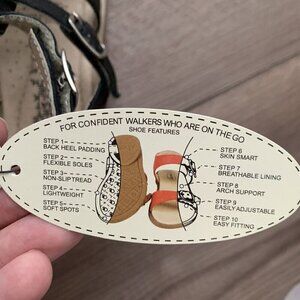 FOR CONFIDENT WALKERS WHO ARE ON THE GO
SHOE FEATURES
STEP 1
BACK HEEL PADDING
STEP 2
FLEXIBLE SOLES
STEP 3
NON-SLIP TREAD
STEP 4
LIGHTWEIGHT
STEP 5
SOFT SPOTS
STEP 6
SKIN SMART
STEP 7
BREATHABLE LINING
STEP 8
ARCH SUPPORT
STEP 9
EASILY ADJUSTABLE
STEP 10
EASY FITTING